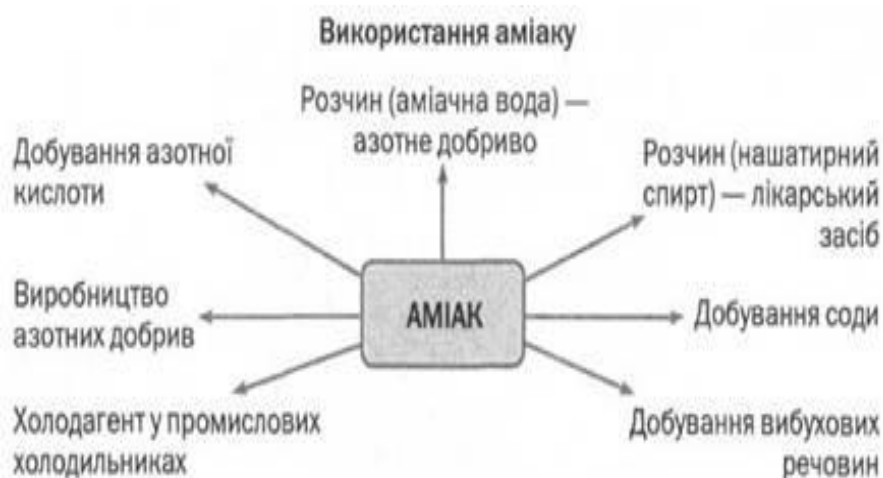 Використання аміаку
Розчин (аміачна вода) —
азотне добриво
Добування азотної
кислоти
Розчин (нашатирний
спирт) — лікарський
засіб
АМІАК
Виробництво
азотних добрив
Добування соди
Холодагент у промислових
холодильниках
Добування вибухових
речовин